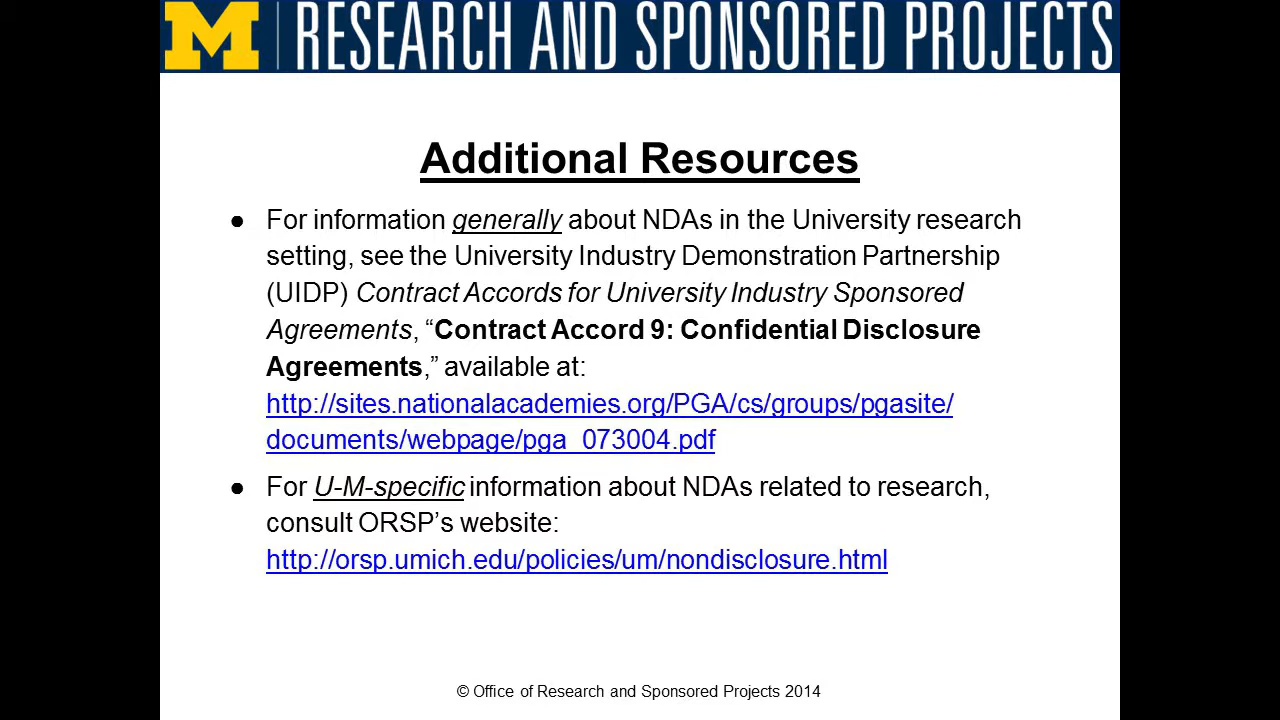 M | RESEARCH AND SPONSORED PROJECTS
Additional Resources
● For information generally about NDAs in the University research
setting, see the University Industry Demonstration Partnership
(UIDP) Contract Accords for University Industry Sponsored
Agreements, “Contract Accord 9: Confidential Disclosure
Agreements,” available at:
http://sites.nationalacademies.org/PGA/cs/groups/pgasite/
documents/webpage/pga_073004.pdf
● For U-M-specific information about NDAs related to research,
consult ORSP’s website:
http://orsp.umich.edu/policies/um/nondisclosure.html
© Office of Research and Sponsored Projects 2014